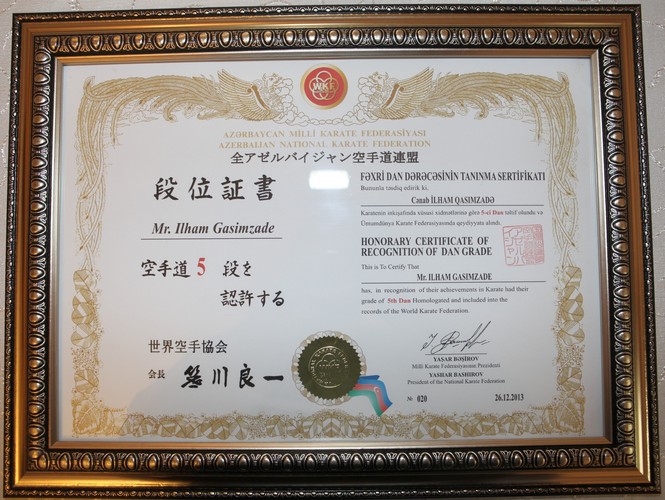 WKF
AZƏRBAYCAN MİLLİ KARATE FEDERASİYASI
AZERBAIJAN NATIONAL KARATE FEDERATION
全アゼルバイジャン空手道連盟
段位証書
Mr. Ilham Gasimzade
空手道 5 段を
認許する
世界空手協会
会長 笹川良一
FƏXRİ DAN DƏRƏCƏSİNİN TANINMA SERTİFİKATI
Bununla təsdiq edirik ki,
Cənab İLHAM QASIMZADƏ
Karatenin inkişafında xüsusi xidmətlərinə görə 5-ci Dan təltif olundu və
Ümumdünya Karate Federasiyasında qeydiyyata alındı.
HONORARY CERTIFICATE OF
RECOGNITION OF DAN GRADE
This is To Certify That
Mr. ILHAM GASIMZADE
has, in recognition of their achievements in Karate had their
grade of 5th Dan Homologated and included into the
records of the World Karate Federation.
YAŞAR BƏŞİROV
Milli Karate Federasiyasının Prezidenti
YASHAR BASHIROV
President of the National Karate Federation
№ 020 26.12.2013